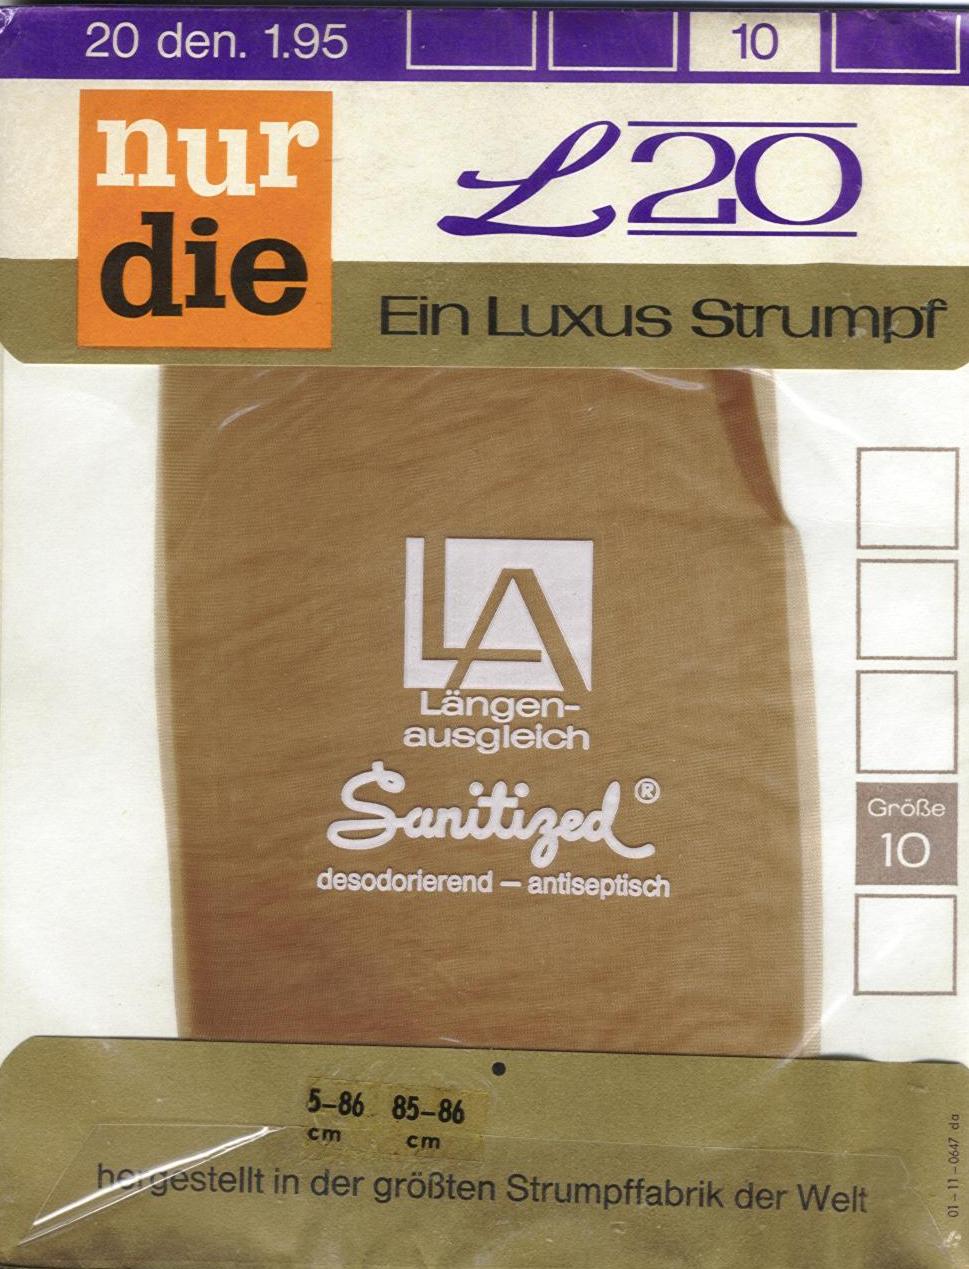 20 den. 1.95
10
nur
die
L20
Ein Luxus Strumpf
LA
Längen-
ausgleich
Sanitized®
desodorierend – antiseptisch
Größe
10
5–86 85–86
cm cm
hergestellt in der größten Strumpffabrik der Welt
01–11–0647 da